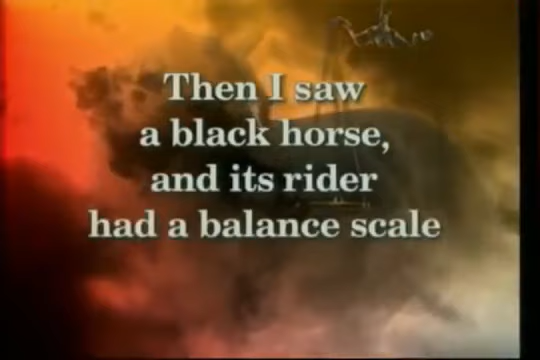 Then I saw
a black horse,
and its rider
had a balance scale